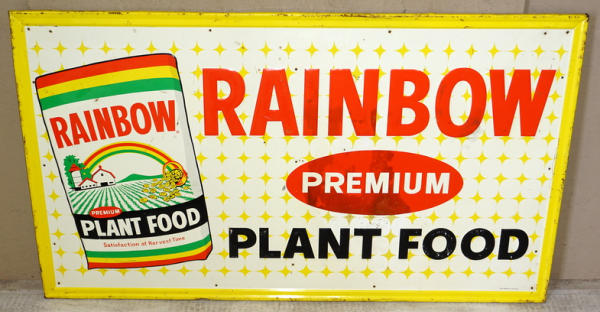 RAINBOW
PREMIUM
PLANT FOOD
Satisfaction at Harvest Time
RAINBOW
PREMIUM
PLANT FOOD